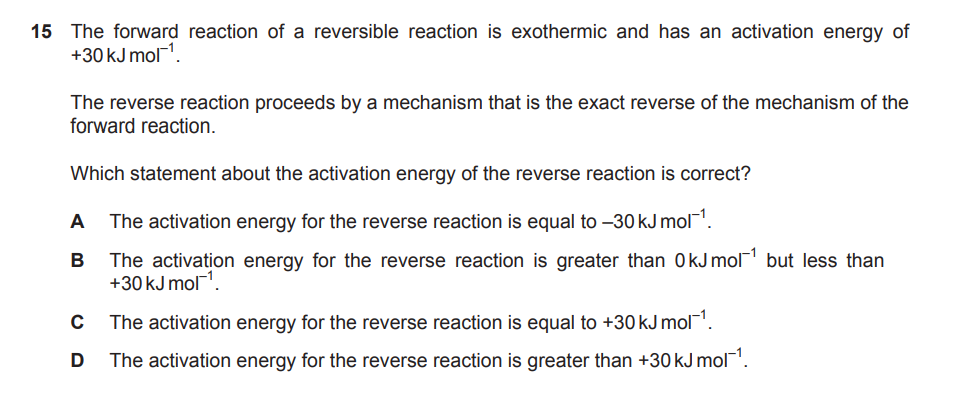 15 The forward reaction of a reversible reaction is exothermic and has an activation energy of
+30 kJ mol⁻¹.
The reverse reaction proceeds by a mechanism that is the exact reverse of the mechanism of the
forward reaction.
Which statement about the activation energy of the reverse reaction is correct?
A The activation energy for the reverse reaction is equal to –30 kJ mol⁻¹.
B The activation energy for the reverse reaction is greater than 0 kJ mol⁻¹ but less than
+30 kJ mol⁻¹.
C The activation energy for the reverse reaction is equal to +30 kJ mol⁻¹.
D The activation energy for the reverse reaction is greater than +30 kJ mol⁻¹.